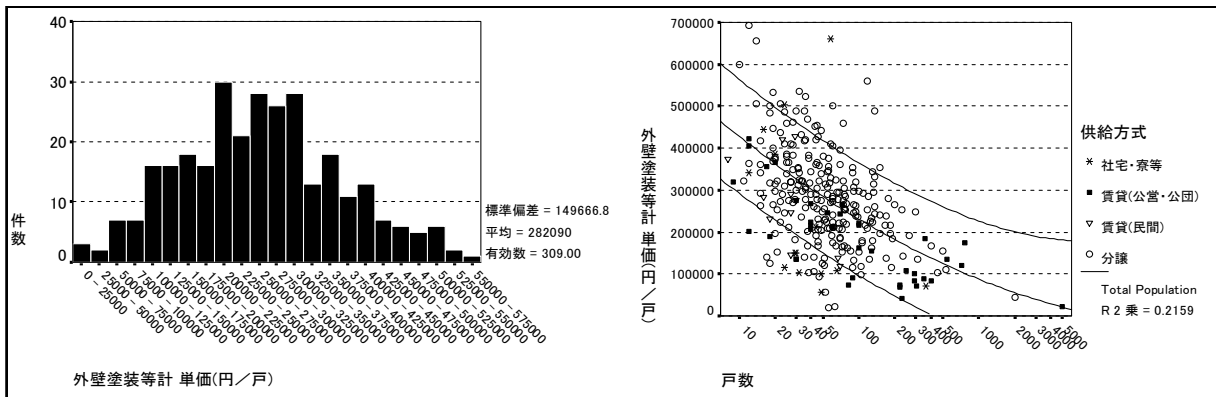 40
30
20
10
0
件数
標準偏差 = 149666.8
平均 = 282090
有効数 = 309.00
0 - 25000
25000 - 50000
50000 - 75000
75000 - 100000
100000 - 125000
125000 - 150000
150000 - 175000
175000 - 200000
200000 - 225000
225000 - 250000
250000 - 275000
275000 - 300000
300000 - 325000
325000 - 350000
350000 - 375000
375000 - 400000
400000 - 425000
425000 - 450000
450000 - 475000
475000 - 500000
500000 - 525000
525000 - 550000
550000 - 575000
外壁塗装等計 単価(円/戸)
700000
600000
500000
400000
300000
200000
100000
0
外壁塗装等計 単価(円/戸)
10
20
30
40
50
100
200
300
400
500
1000
2000
4000
5000
戸数
供給方式
社宅・寮等
賃貸(公営・公団)
賃貸(民間)
分譲
Total Population
R 2 乗 = 0.2159